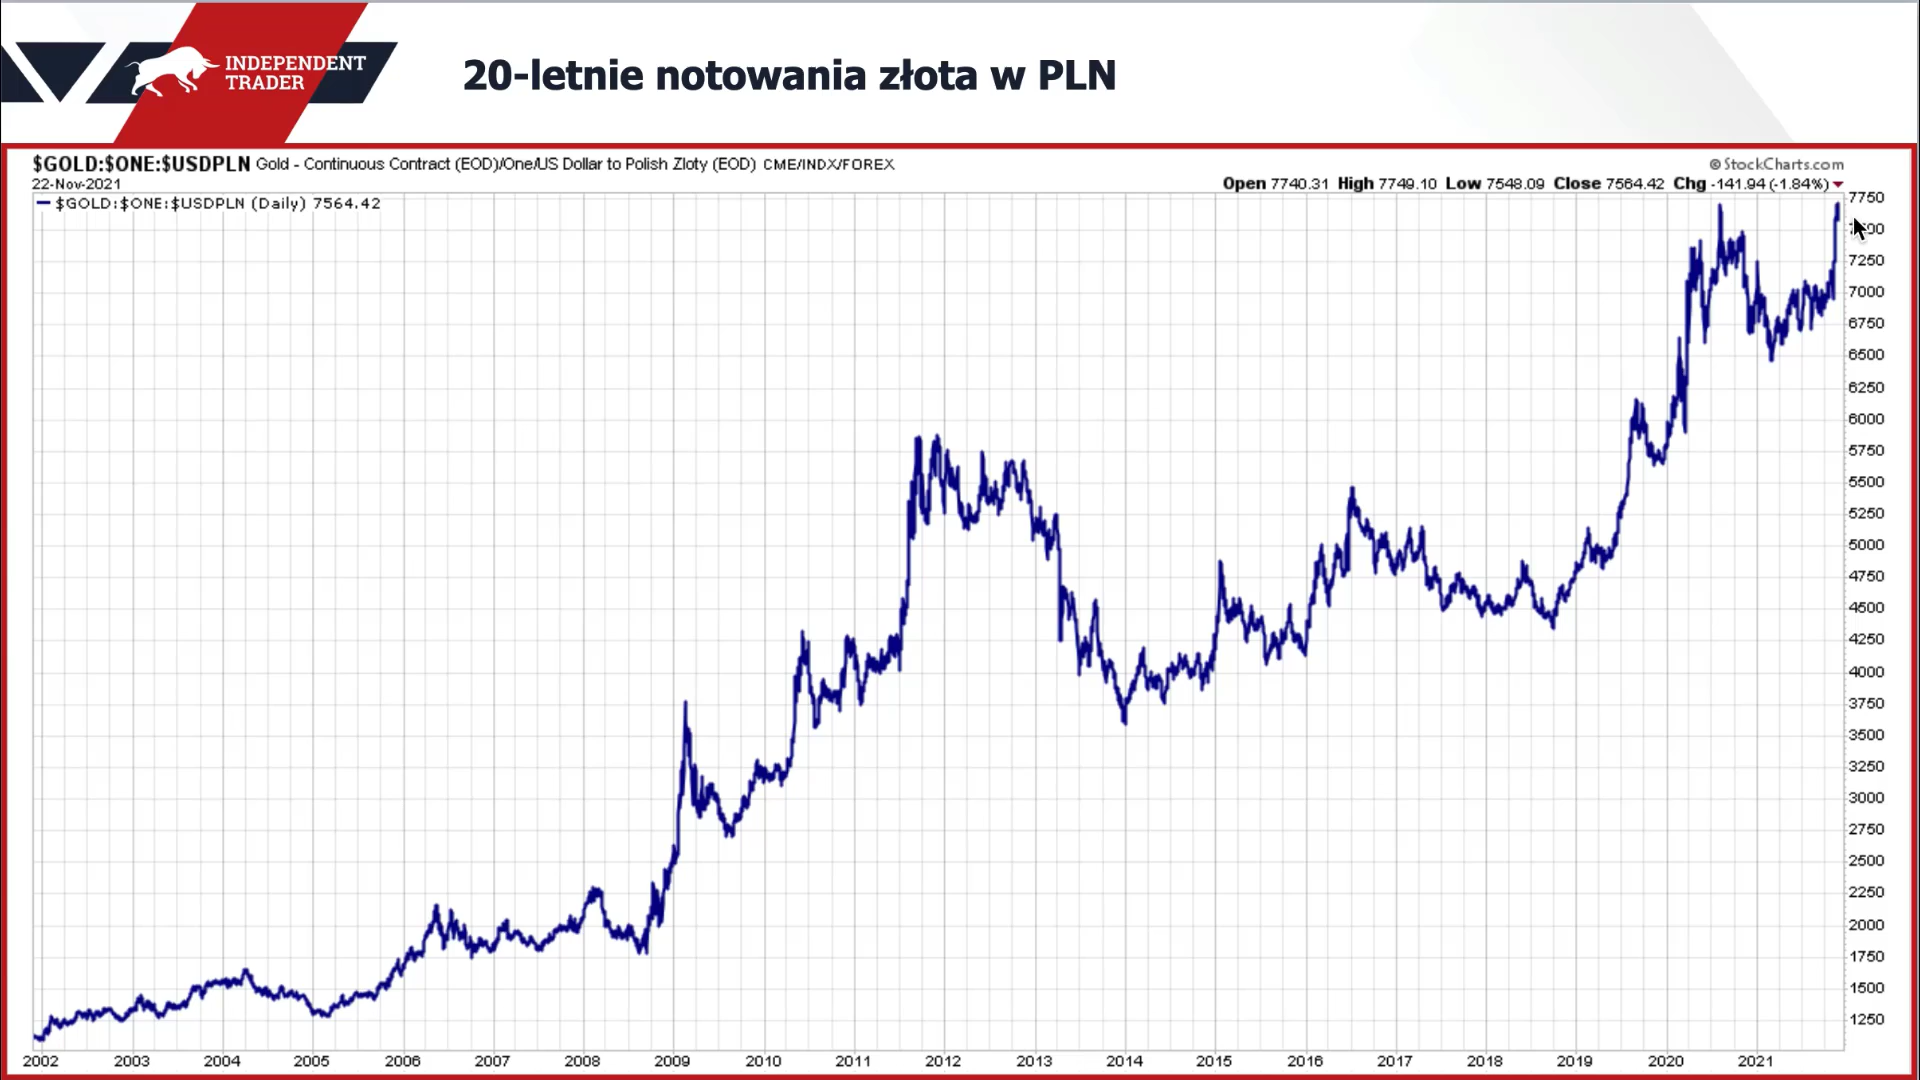 INDEPENDENT
TRADER
20-letnie notowania złota w PLN
$GOLD:$ONE:$USDPLN Gold - Continuous Contract (EOD)/One/US Dollar to Polish Zloty (EOD) CME/INDX/FOREX
© StockCharts.com
22-Nov-2021
Open 7740.31 High 7749.10 Low 7548.09 Close 7564.42 Chg -141.94 (-1.84%)
$GOLD:$ONE:$USDPLN (Daily) 7564.42
7750
7250
7000
6750
6500
6250
6000
5750
5500
5250
5000
4750
4500
4250
4000
3750
3500
3250
3000
2750
2500
2250
2000
1750
1500
1250
2002 2003 2004 2005 2006 2007 2008 2009 2010 2011 2012 2013 2014 2015 2016 2017 2018 2019 2020 2021